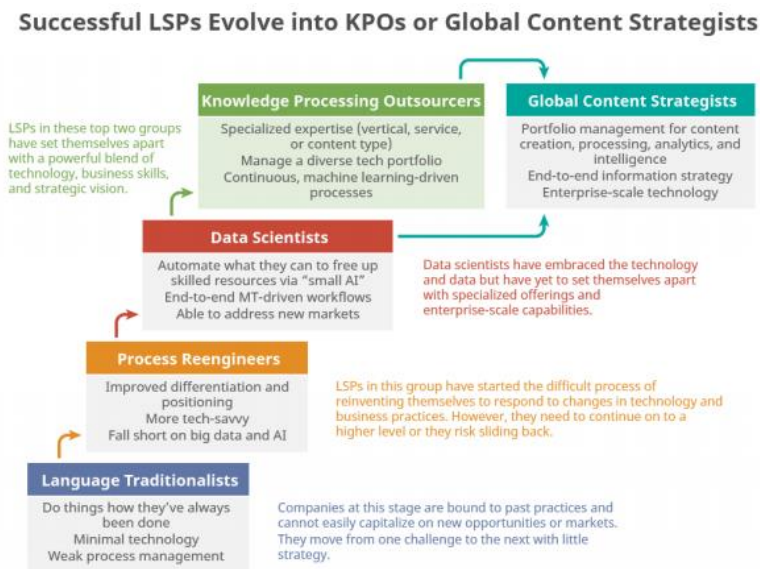 Successful LSPs Evolve into KPOs or Global Content Strategists
Knowledge Processing Outsourcers
Specialized expertise (vertical, service,
or content type)
Manage a diverse tech portfolio
Continuous, machine learning-driven
processes
Global Content Strategists
Portfolio management for content
creation, processing, analytics, and
intelligence
End-to-end information strategy
Enterprise-scale technology
LSPs in these top two groups
have set themselves apart
with a powerful blend of
technology, business skills,
and strategic vision.
Data Scientists
Automate what they can to free up
skilled resources via “small AI”
End-to-end MT-driven workflows
Able to address new markets
Data scientists have embraced the technology
and data but have yet to set themselves apart
with specialized offerings and
enterprise-scale capabilities.
Process Reengineers
Improved differentiation and
positioning
More tech-savvy
Fall short on big data and AI
LSPs in this group have started the difficult process of
reinventing themselves to respond to changes in technology and
business practices. However, they need to continue on to a
higher level or they risk sliding back.
Language Traditionalists
Do things how they’ve always
been done
Minimal technology
Weak process management
Companies at this stage are bound to past practices and
cannot easily capitalize on new opportunities or markets.
They move from one challenge to the next with little
strategy.